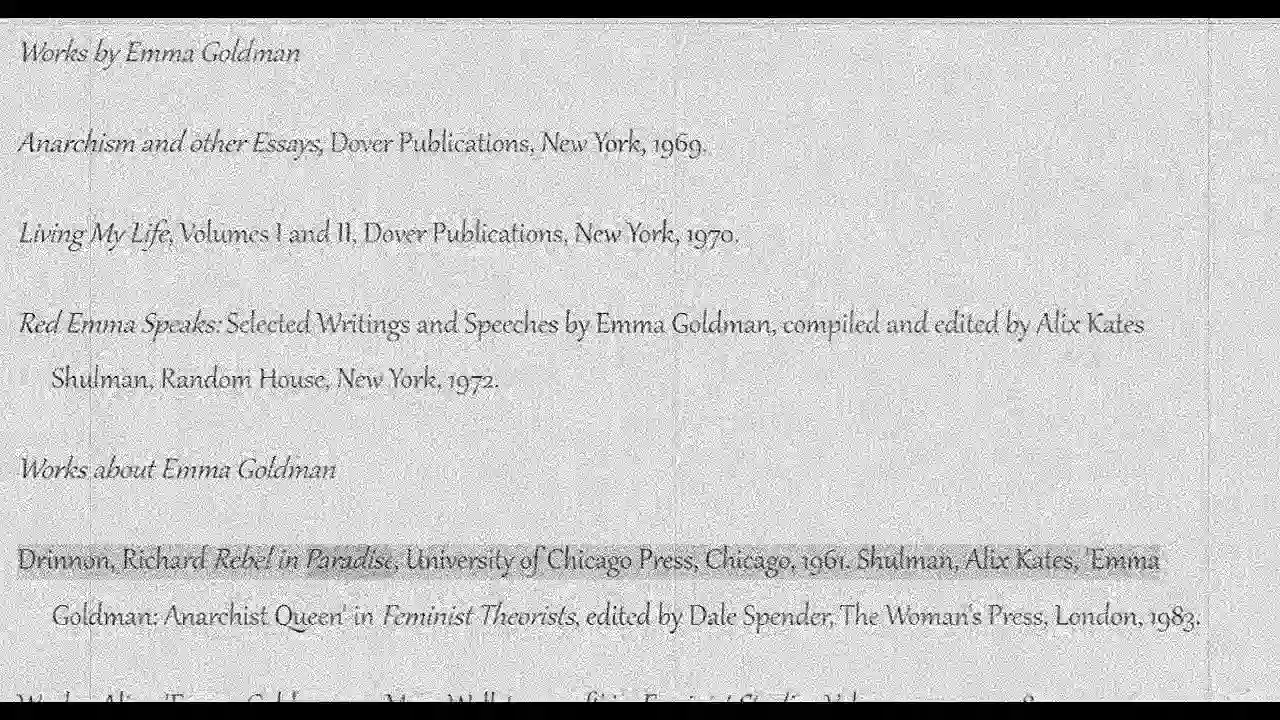 Works by Emma Goldman
Anarchism and other Essays, Dover Publications, New York, 1969.
Living My Life, Volumes I and II, Dover Publications, New York, 1970.
Red Emma Speaks: Selected Writings and Speeches by Emma Goldman, compiled and edited by Alix Kates
Shulman, Random House, New York, 1972.
Works about Emma Goldman
Drinnon, Richard Rebel in Paradise, University of Chicago Press, Chicago, 1961. Shulman, Alix Kates, 'Emma
Goldman: Anarchist Queen' in Feminist Theorists, edited by Dale Spender, The Woman's Press, London, 1983.